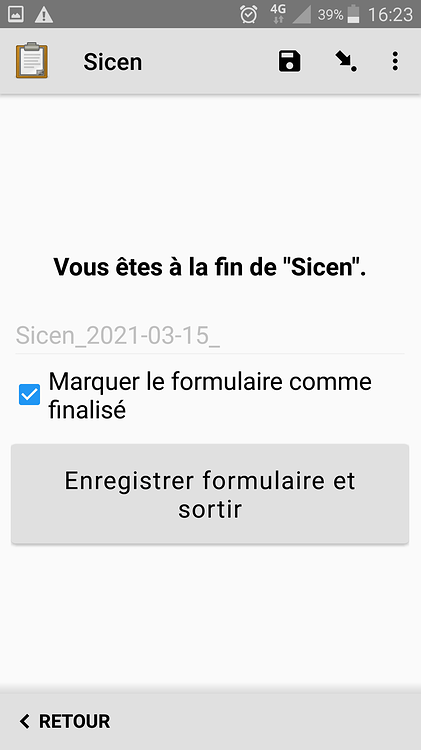 4G 39% 16:23
Sicen
Vous êtes à la fin de "Sicen".
Sicen_2021-03-15_
Marquer le formulaire comme
finalisé
Enregistrer formulaire et
sortir
RETOUR